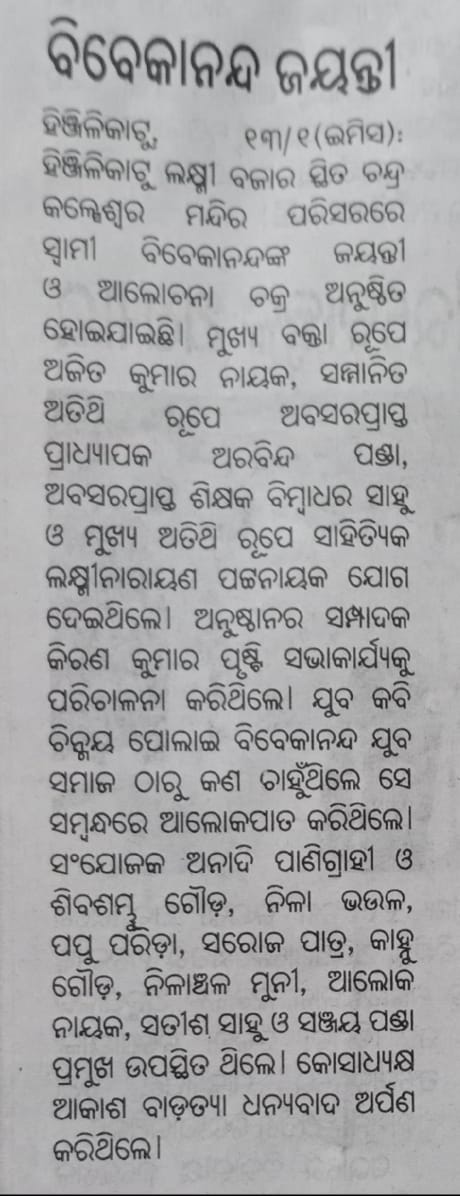 ବିବେକାନନ୍ଦ ଜୟନ୍ତୀ
ହିଞ୍ଜିଳିକାଟୁ, ୧୩/୧(ଇମିସ):
ହିଞ୍ଜିଳିକାଟୁ ଲକ୍ଷ୍ମୀ ବଜାର ସ୍ଥିତ ଚନ୍ଦ୍ର
କଲ୍ଲେଶ୍ୱର ମନ୍ଦିର ପରିସରରେ
ସ୍ୱାମୀ ବିବେକାନନ୍ଦଙ୍କ ଜୟନ୍ତୀ
ଓ ଆଲୋଚନା ଚକ୍ର ଅନୁଷ୍ଠିତ
ହୋଇଯାଇଛି। ମୁଖ୍ୟ ବକ୍ତା ରୂପେ
ଅଜିତ କୁମାର ନାୟକ, ସମ୍ମାନିତ
ଅତିଥି ରୂପେ ଅବସରପ୍ରାପ୍ତ
ପ୍ରାଧ୍ୟାପକ ଅରବିନ୍ଦ ପଣ୍ଡା,
ଅବସରପ୍ରାପ୍ତ ଶିକ୍ଷକ ବିମ୍ବାଧର ସାହୁ
ଓ ମୁଖ୍ୟ ଅତିଥି ରୂପେ ସାହିତ୍ୟିକ
ଲକ୍ଷ୍ମୀନାରାୟଣ ପଟ୍ଟନାୟକ ଯୋଗ
ଦେଇଥିଲେ। ଅନୁଷ୍ଠାନର ସମ୍ପାଦକ
କିରଣ କୁମାର ପୃଷ୍ଟି ସଭାକାର୍ଯ୍ୟକୁ
ପରିଚାଳନା କରିଥିଲେ। ଯୁବ କବି
ଚିନ୍ମୟ ପୋଲାଇ ବିବେକାନନ୍ଦ ଯୁବ
ସମାଜ ଠାରୁ କଣ ଚାହୁଁଥିଲେ ସେ
ସମ୍ବନ୍ଧରେ ଆଲୋକପାତ କରିଥିଲେ।
ସଂଯୋଜକ ଅନାଦି ପାଣିଗ୍ରାହୀ ଓ
ଶିବଶମ୍ଭୁ ଗୌଡ଼, ନିଳା ଭଉଳ,
ପପୁ ପରିଡ଼ା, ସରୋଜ ପାତ୍ର, କାହ୍ନୁ
ଗୌଡ଼, ନିଳାଞ୍ଚଳ ମୁନୀ, ଆଲୋକ
ନାୟକ, ସତୀଶ ସାହୁ ଓ ସଞ୍ଜୟ ପଣ୍ଡା
ପ୍ରମୁଖ ଉପସ୍ଥିତ ଥିଲେ। କୋସାଧ୍ୟକ୍ଷ
ଆକାଶ ବାଡ଼ତ୍ୟା ଧନ୍ୟବାଦ ଅର୍ପଣ
କରିଥିଲେ।